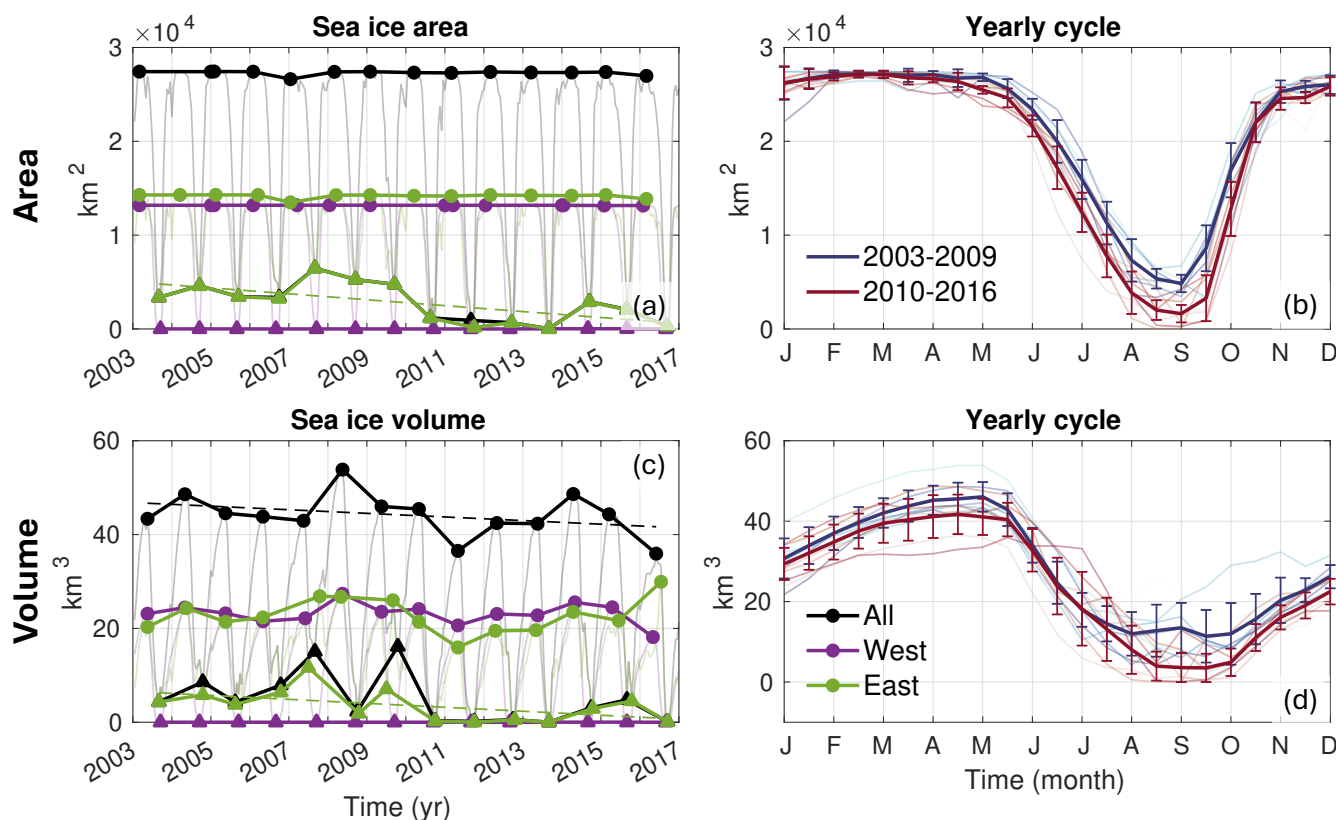 Sea ice area
Yearly cycle
×10⁴
×10⁴
Area
km²
3
2
1
0
(a)
2003
2005
2007
2009
2011
2013
2015
2017
km²
3
2
1
0
2003-2009
2010-2016
(b)
J F M A M J J A S O N D
Sea ice volume
Yearly cycle
Volume
km³
60
40
20
0
(c)
2003
2005
2007
2009
2011
2013
2015
2017
Time (yr)
km³
60
40
20
0
All
West
East
(d)
J F M A M J J A S O N D
Time (month)